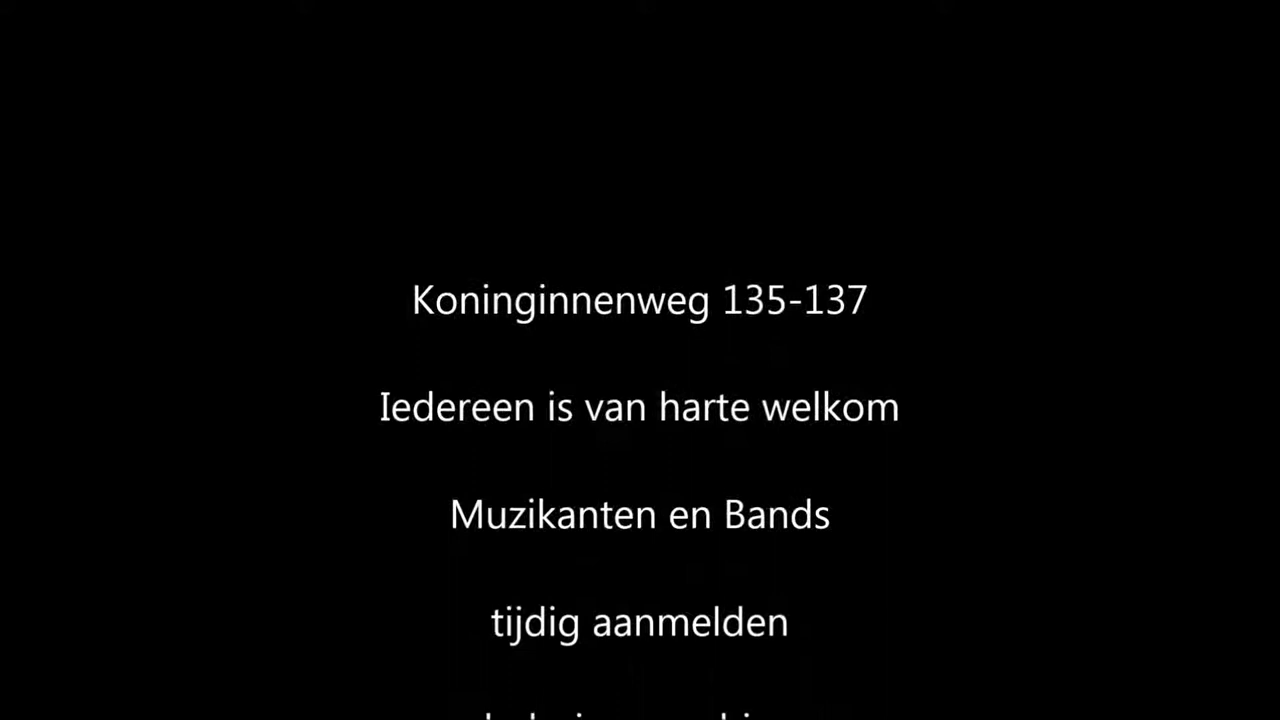 Koninginnenweg 135-137
Iedereen is van harte welkom
Muzikanten en Bands
tijdig aanmelden